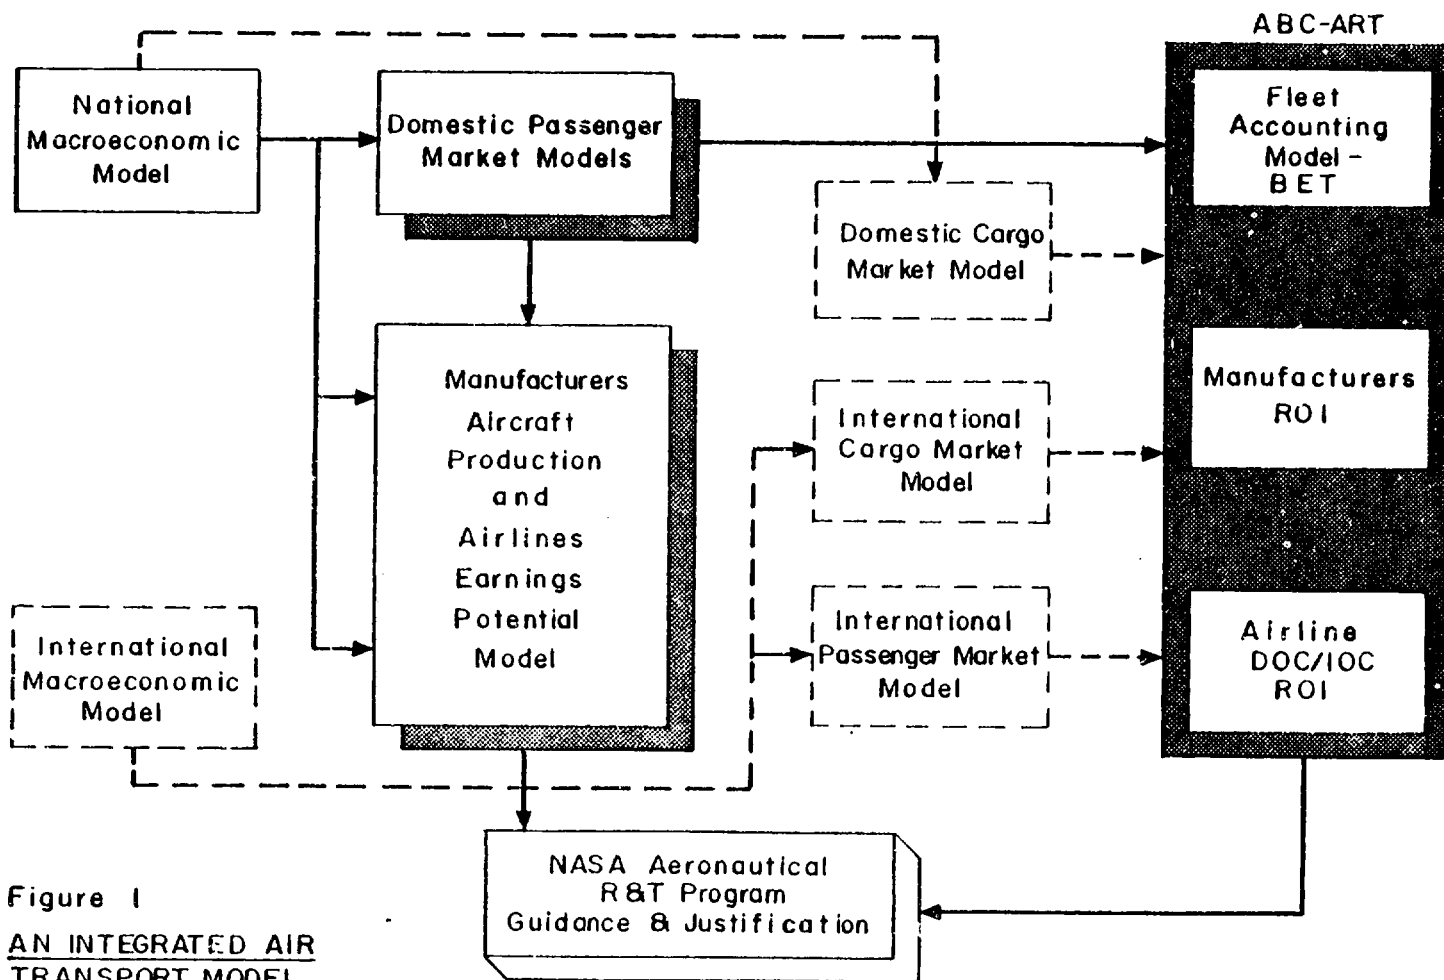 ABC-ART
National
Macroeconomic
Model
Domestic Passenger
Market Models
Fleet
Accounting
Model-
BET
Domestic Cargo
Market Model
Manufacturers
Aircraft
Production
and
Airlines
Earnings
Potential
Model
International
Cargo Market
Model
Manufacturers
ROI
International
Macroeconomic
Model
International
Passenger Market
Model
Airline
DOC/IOC
ROI
NASA Aeronautical
R&T Program
Guidance & Justification
Figure 1
AN INTEGRATED AIR
TRANSPORT MODEL